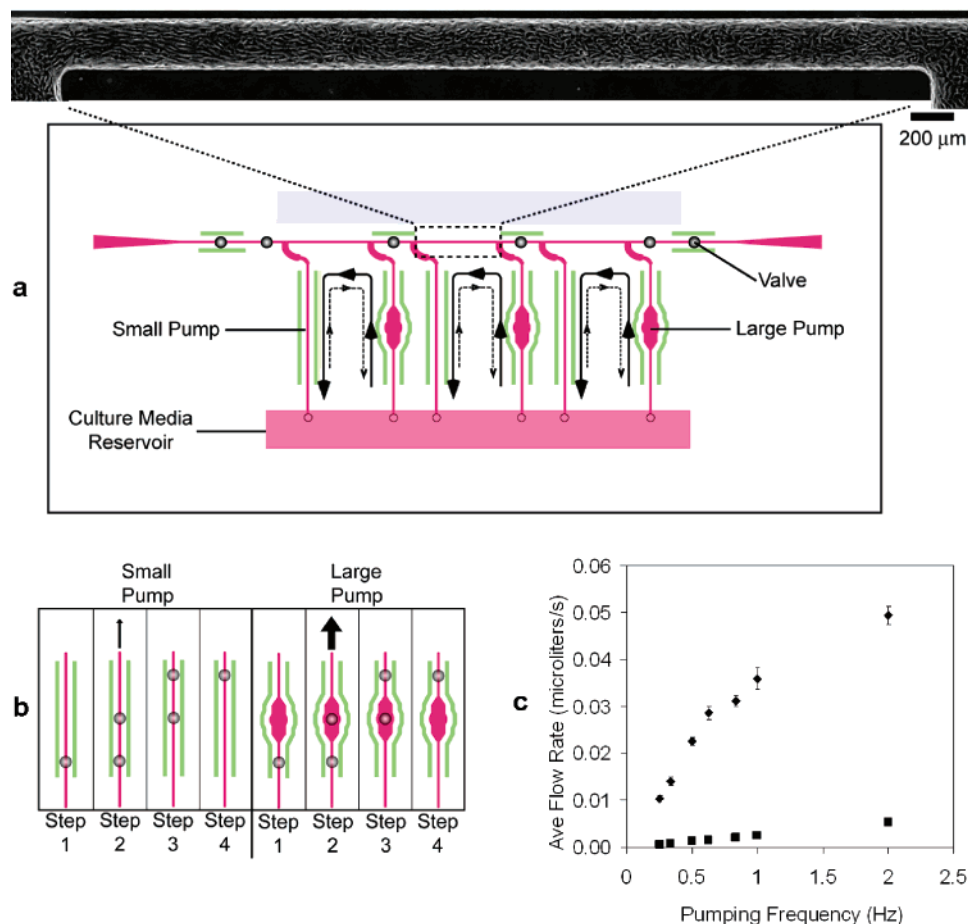 200 μm
a
Valve
Small Pump
Large Pump
Culture Media
Reservoir
b
Small
Pump
Large
Pump
Step
1
Step
2
Step
3
Step
4
Step
1
Step
2
Step
3
Step
4
c
Ave Flow Rate (microliters/s)
0.06
0.05
0.04
0.03
0.02
0.01
0.00
0
0.5
1
1.5
2
2.5
Pumping Frequency (Hz)